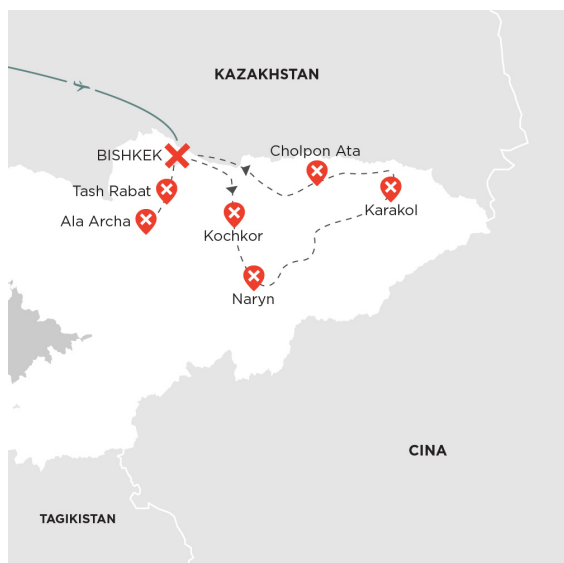 KAZAKHSTAN
BISHKEK
Cholpon Ata
Tash Rabat
Karakol
Ala Archa
Kochkor
Naryn
CINA
TAGIKISTAN